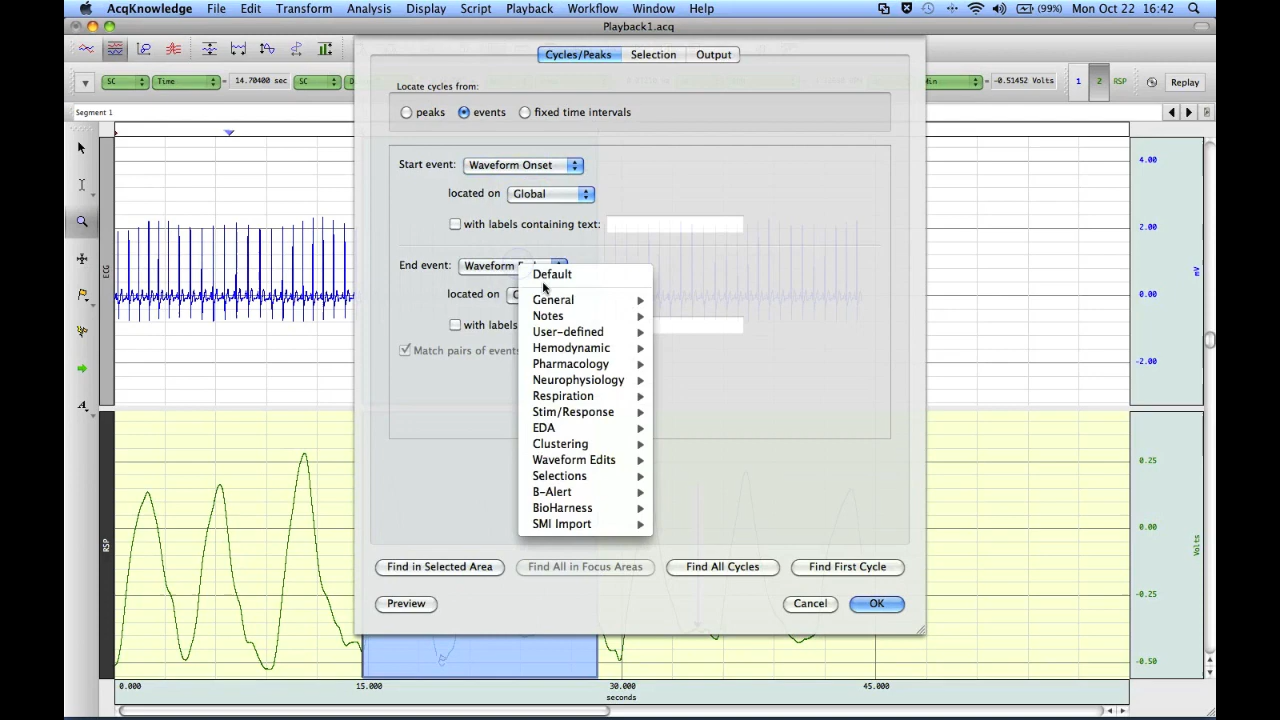 AcqKnowledge File Edit Transform Analysis Display Script Playback Workflow Window Help (99%) Mon Oct 22 16:42
Playback1.acq
Cycles/Peaks Selection Output
SC Time 14.70400 sec SC -0.51452 Volts 1 2 RSP Replay
Locate cycles from:
peaks events fixed time intervals
Segment 1
Start event: Waveform Onset
located on Global
with labels containing text:
End event: Waveform
located on
with labels
Match pairs of events
Default
General
Notes
User-defined
Hemodynamic
Pharmacology
Neurophysiology
Respiration
Stim/Response
EDA
Clustering
Waveform Edits
Selections
B-Alert
BioHarness
SMI Import
Find in Selected Area Find All in Focus Areas Find All Cycles Find First Cycle
Preview Cancel OK
ECG
RSP
4.00
2.00
0.00
-2.00
mV
0.25
0.00
-0.25
-0.50
Volts
0.000 15.000 30.000 45.000
seconds